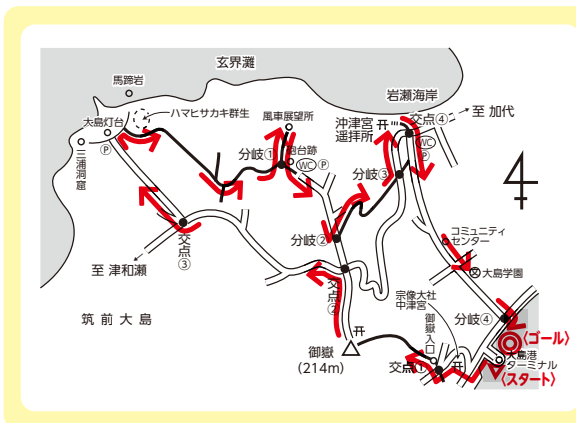 玄界灘
馬蹄岩
岩瀬海岸
ハマヒサカキ群生
風車展望所
大島灯台
沖津宮
遥拝所
交点④
至 加代
三浦洞窟
P
分岐①
砲台跡
WC P
WC
P
分岐③
4
コミュニティ
センター
分岐②
交点③
至 津和瀬
大島学園
交点②
宗像大社
中津宮
御嶽入口
筑前大島
分岐④
〈ゴール〉
御嶽
(214m)
大島港
ターミナル
交点①
〈スタート〉